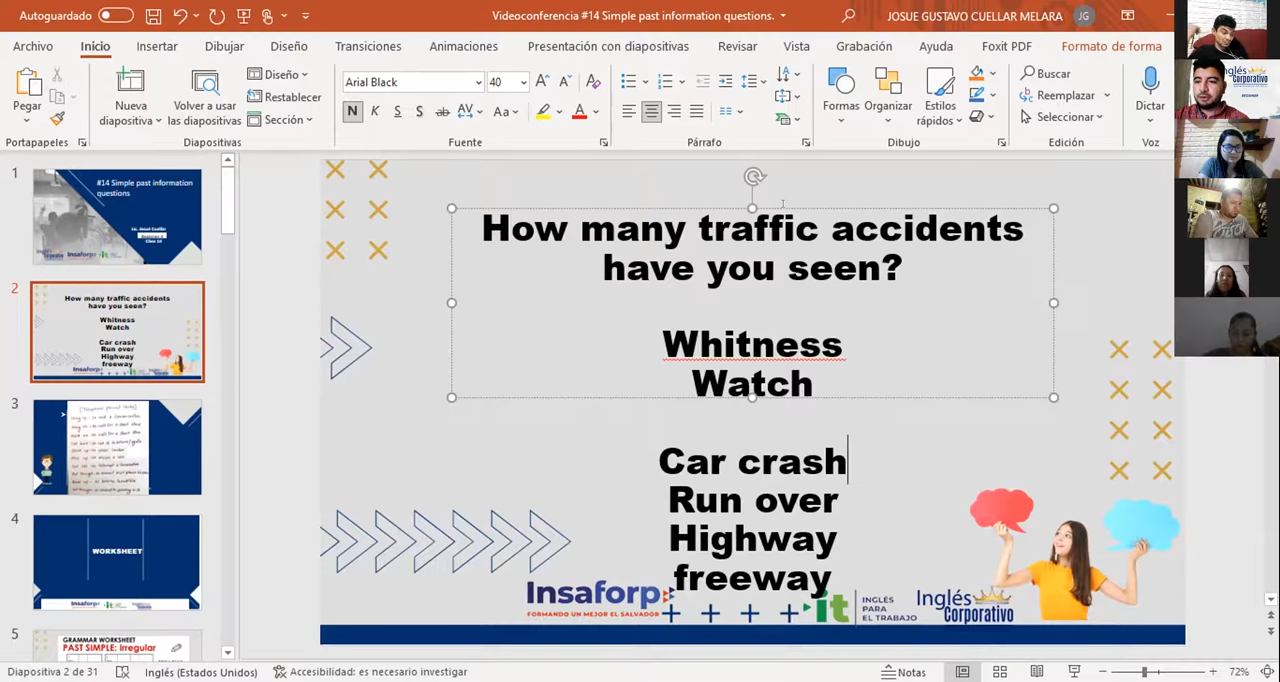 Autoguardado
Videoconferencia #14 Simple past information questions.
JOSUE GUSTAVO CUELLAR MELARA
JG
Archivo Inicio Insertar Dibujar Diseño Transiciones Animaciones Presentación con diapositivas Revisar Vista Grabación Ayuda Foxit PDF Formato de forma
Pegar
Nueva diapositiva
Volver a usar las diapositivas
Diseño
Restablecer
Sección
Arial Black 40
N K S S ab AV Aa A
Formas
Organizar
Estilos rápidos
Buscar
Reemplazar
Seleccionar
Dictar
Portapapeles Diapositivas Fuente Párrafo Dibujo Edición Voz
Inglés Corporativo
1
#14 Simple past information questions
2
How many traffic accidents
have you seen?
Whitness
Watch
Car crash
Run over
Highway
freeway
3
4
WORKSHEET
5
GRAMMAR WORKSHEET
PAST SIMPLE: Irregular
How many traffic accidents
have you seen?
Whitness
Watch
Car crash
Run over
Highway
freeway
Insaforp
FORMANDO UN MEJOR EL SALVADOR
it
INGLÉS
PARA
EL TRABAJO
Inglés
Corporativo
Diapositiva 2 de 31
Inglés (Estados Unidos)
Accesibilidad: es necesario investigar
Notas
72%